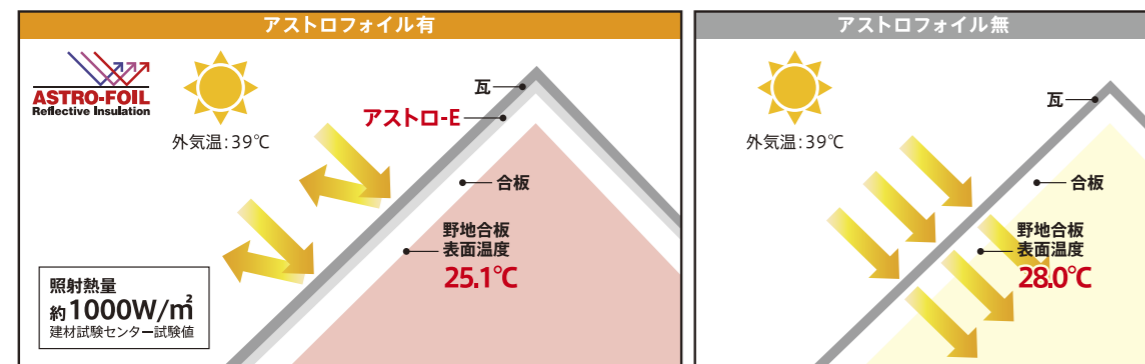 アストロフォイル有
ASTRO-FOIL
Reflective Insulation
外気温:39℃
瓦
アストロ-E
合板
野地合板
表面温度
25.1℃
照射熱量
約1000W/㎡
建材試験センター試験値
アストロフォイル無
外気温:39℃
瓦
合板
野地合板
表面温度
28.0℃